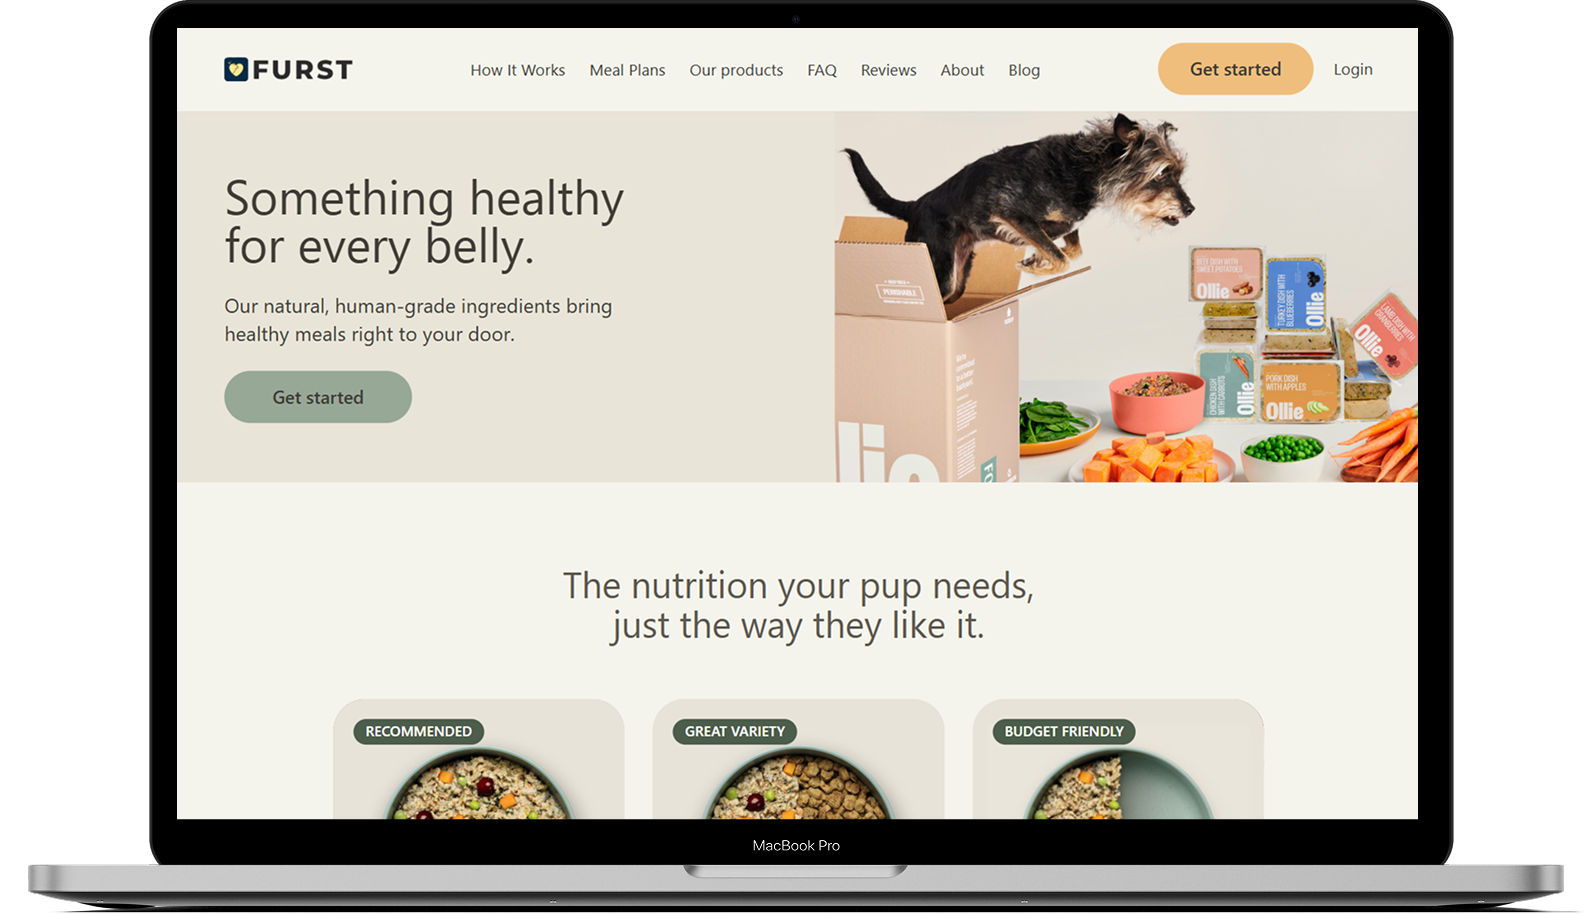 FURST
How It Works
Meal Plans
Our products
FAQ
Reviews
About
Blog
Get started
Login
Something healthy
for every belly.
Our natural, human-grade ingredients bring
healthy meals right to your door.
Get started
PERISHABLE
BEEF DISH WITH
SWEET POTATOES
Ollie
TURKEY DISH WITH
BLUEBERRIES
Ollie
LAMB DISH WITH
CRANBERRIES
Ollie
CHICKEN DISH
WITH CARROTS
Ollie
PORK DISH
WITH APPLES
Ollie
The nutrition your pup needs,
just the way they like it.
RECOMMENDED
GREAT VARIETY
BUDGET FRIENDLY
MacBook Pro